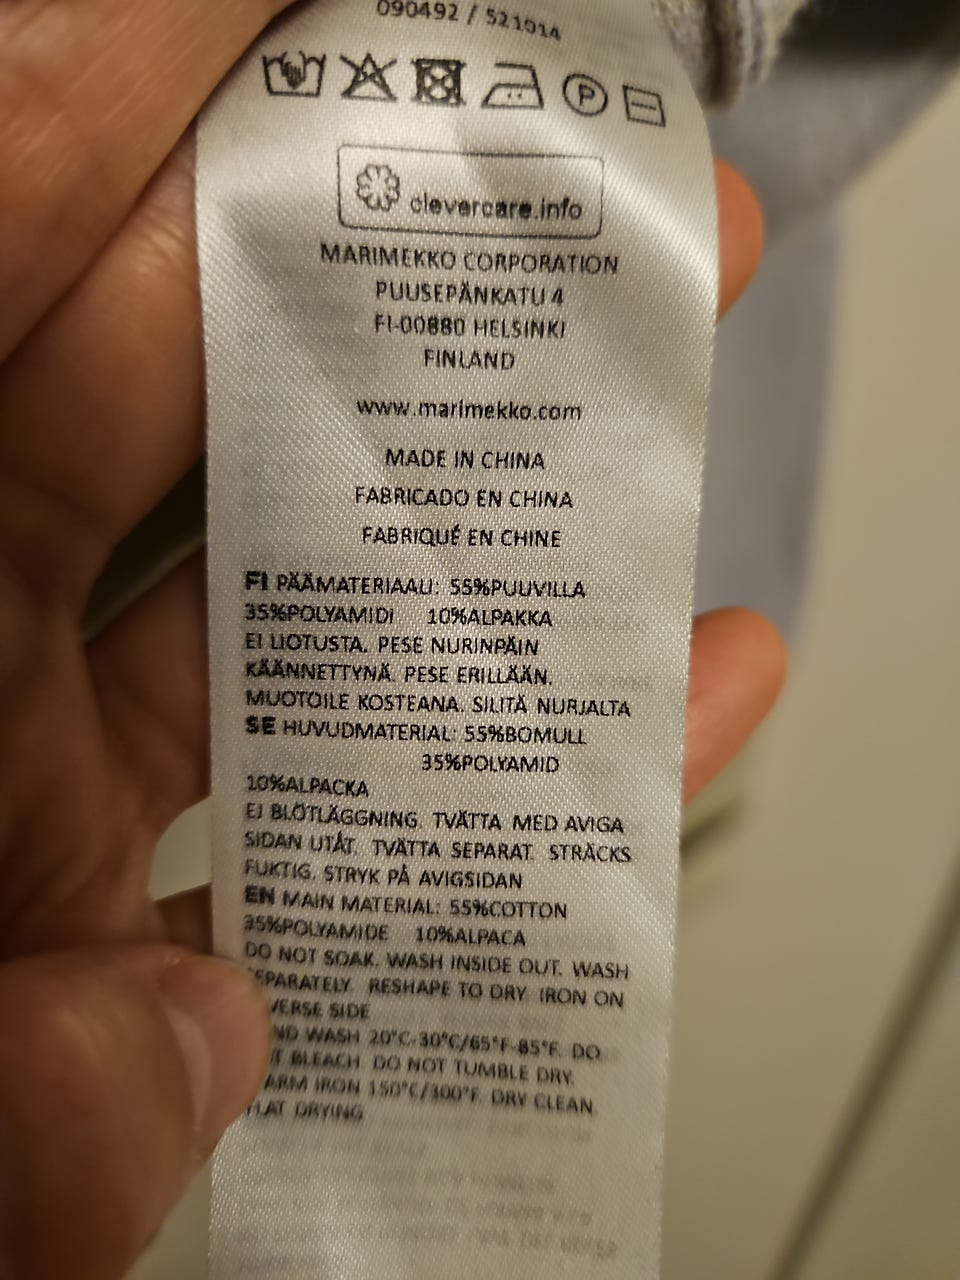 090492 / 521014
P
clevercare.info
MARIMEKKO CORPORATION
PUUSEPÄNKATU 4
FI-00880 HELSINKI
FINLAND
www.marimekko.com
MADE IN CHINA
FABRICADO EN CHINA
FABRIQUÉ EN CHINE
FI PÄÄMATERIAALI: 55%PUUVILLA
35%POLYAMIDI 10%ALPAKKA
EI LIOTUSTA. PESE NURINPÄIN
KÄÄNNETTYNÄ. PESE ERILLÄÄN.
MUOTOILE KOSTEANA. SILITÄ NURJALTA
SE HUVUDMATERIAL: 55%BOMULL
35%POLYAMID
10%ALPACKA
EJ BLÖTLÄGGNING. TVÄTTA MED AVIGA
SIDAN UTÅT. TVÄTTA SEPARAT. STRÄCKS
FUKTIG. STRYK PÅ AVIGSIDAN
EN MAIN MATERIAL: 55%COTTON
35%POLYAMIDE 10%ALPACA
DO NOT SOAK. WASH INSIDE OUT. WASH
EPARATELY. RESHAPE TO DRY IRON ON
VERSE SIDE
ND WASH 20°C-30°C/65°F-85°F. DO
T BLEACH. DO NOT TUMBLE DRY.
ARM IRON 150°C/300°F. DRY CLEAN.
FLAT DRYING